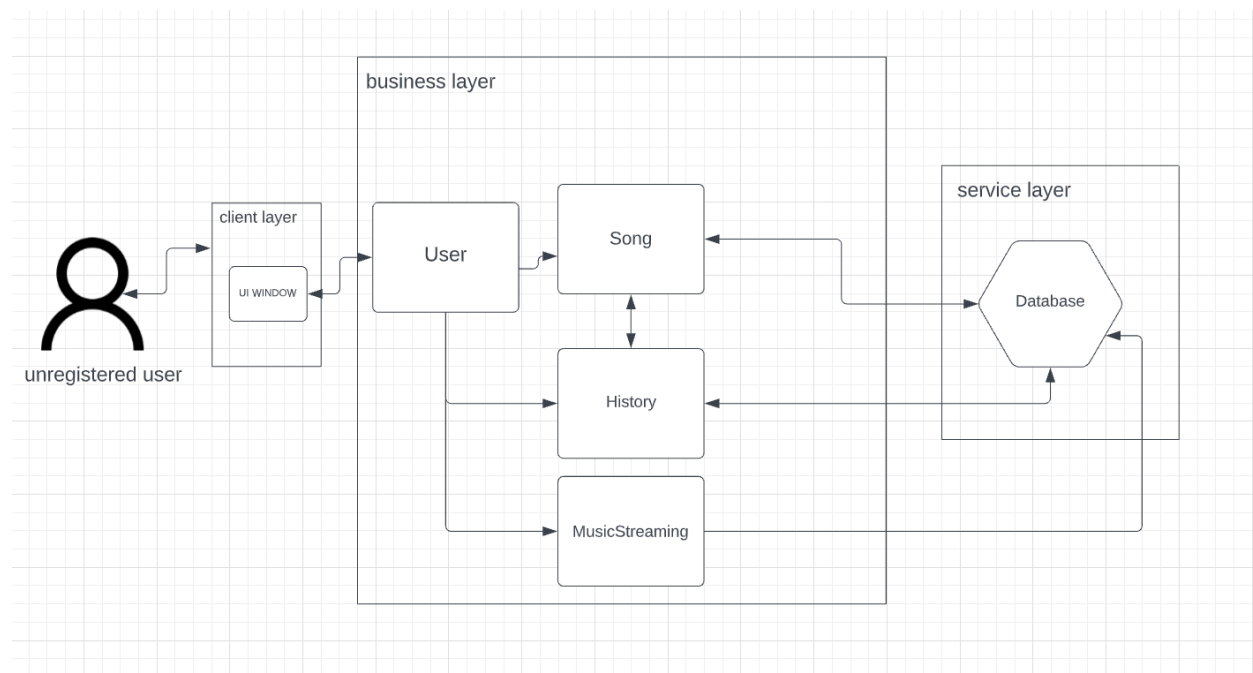 business layer
service layer
client layer
User
Song
UI WINDOW
Database
unregistered user
History
MusicStreaming